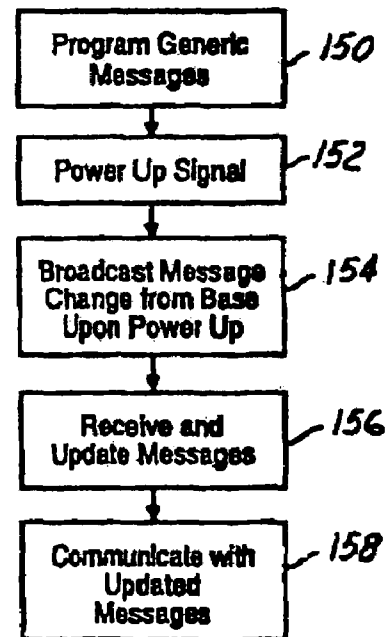 Program Generic
Messages
150
Power Up Signal
152
Broadcast Message
Change from Base
Upon Power Up
154
Receive and
Update Messages
156
Communicate with
Updated
Messages
158